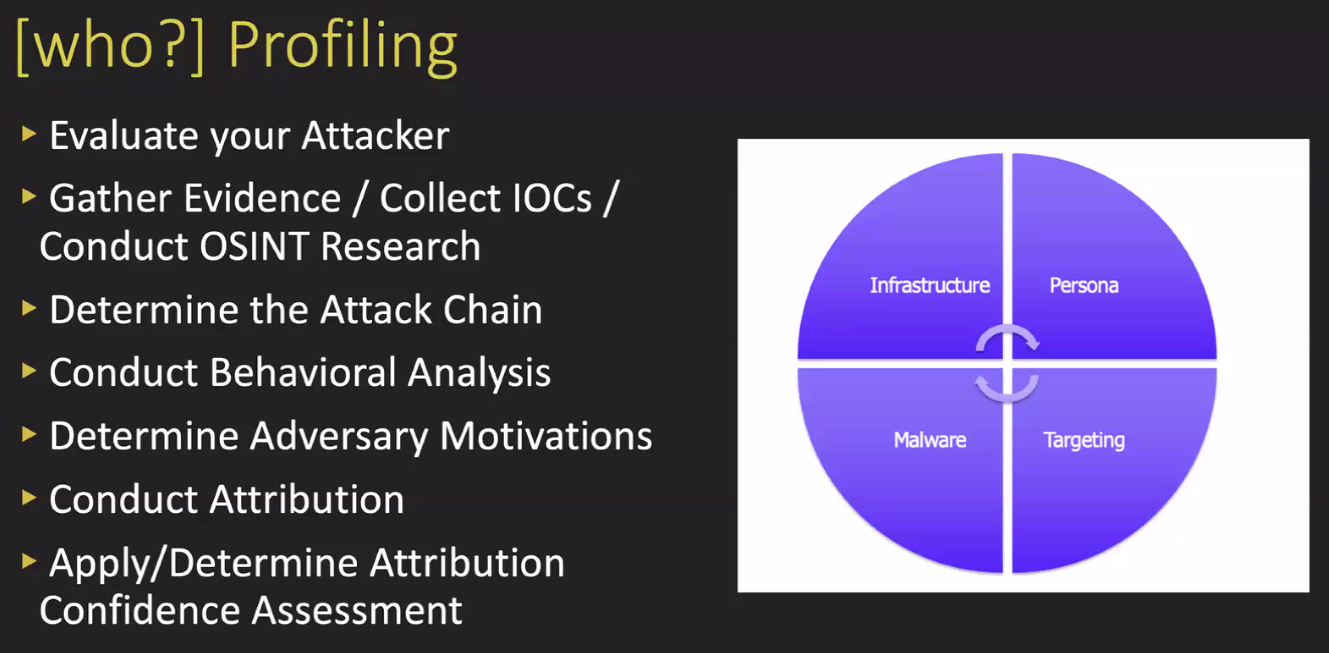 [who?] Profiling
Evaluate your Attacker
Gather Evidence / Collect IOCs /
Conduct OSINT Research
Determine the Attack Chain
Conduct Behavioral Analysis
Determine Adversary Motivations
Conduct Attribution
Apply/Determine Attribution
Confidence Assessment
Infrastructure
Persona
Malware
Targeting